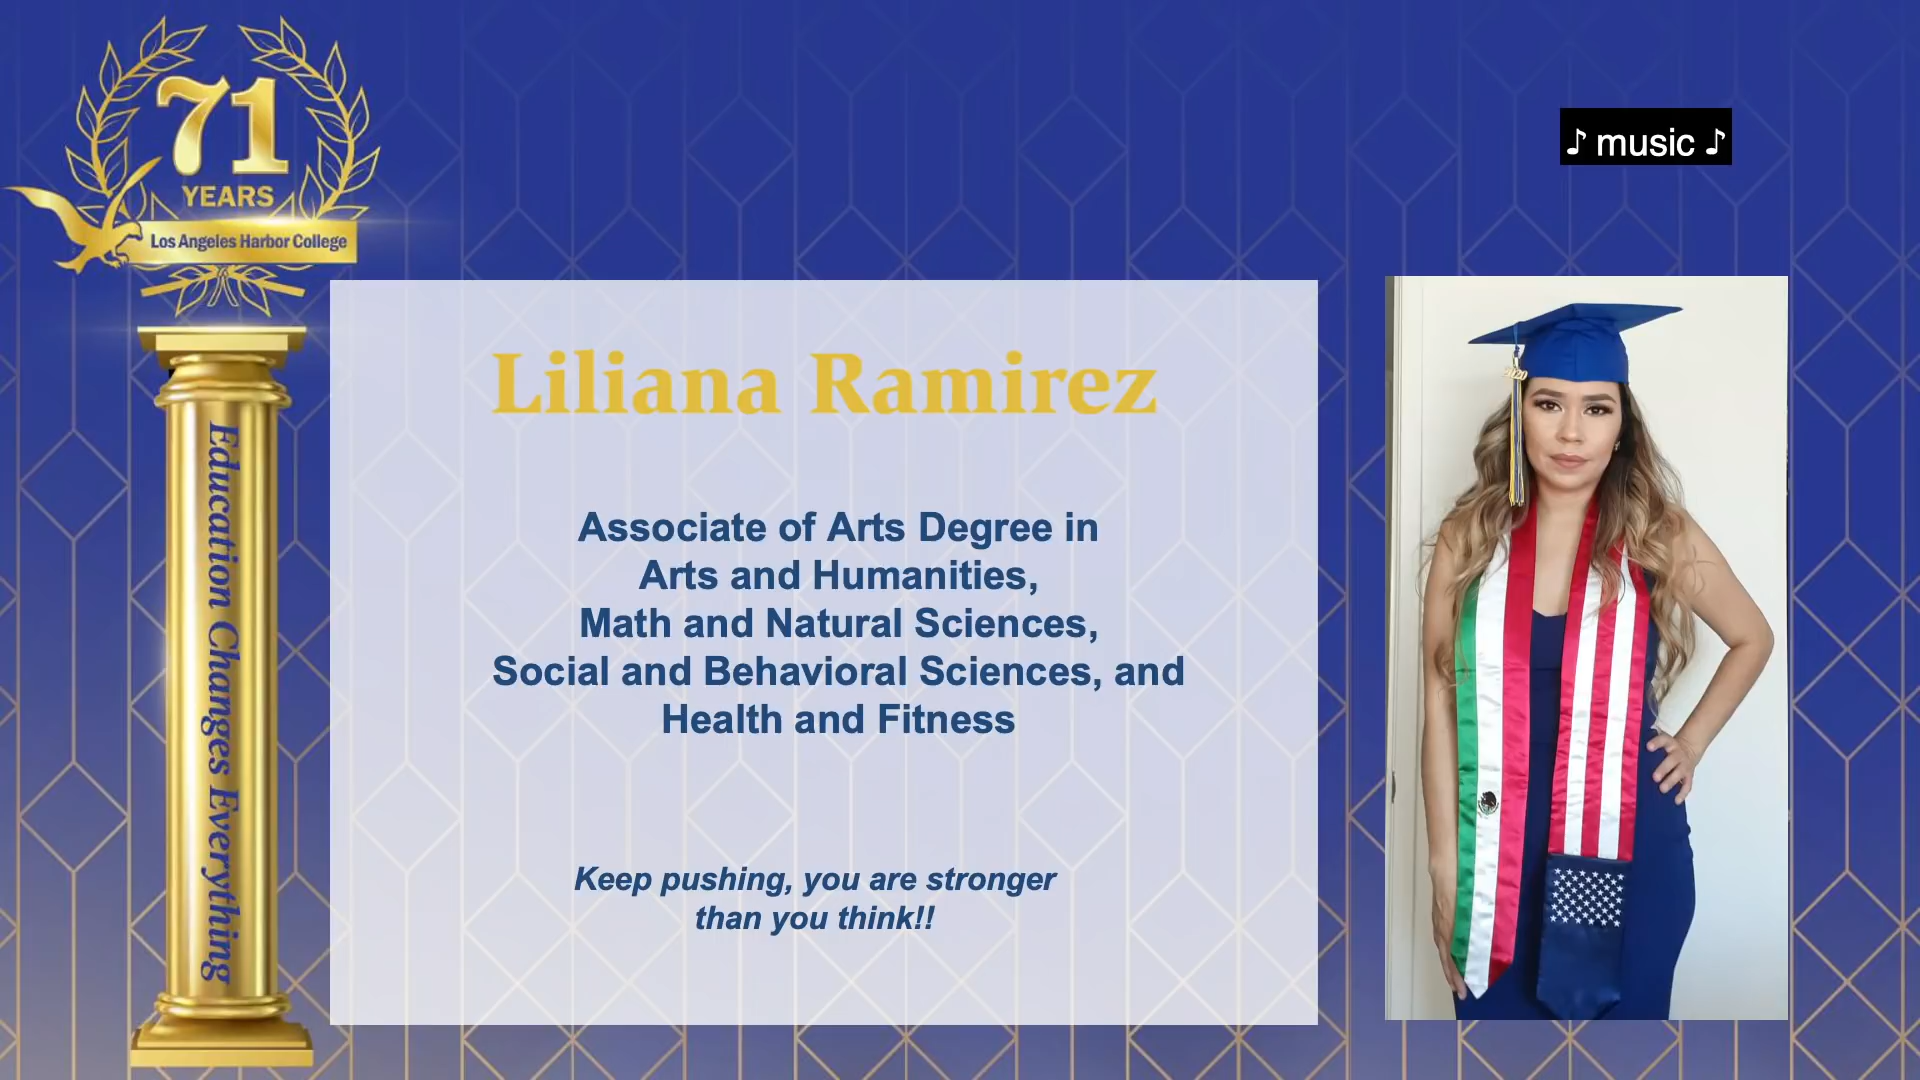 71
YEARS
Los Angeles Harbor College
Education Changes Everything
♪ music ♪
Liliana Ramirez
Associate of Arts Degree in
Arts and Humanities,
Math and Natural Sciences,
Social and Behavioral Sciences, and
Health and Fitness
Keep pushing, you are stronger
than you think!!
2020